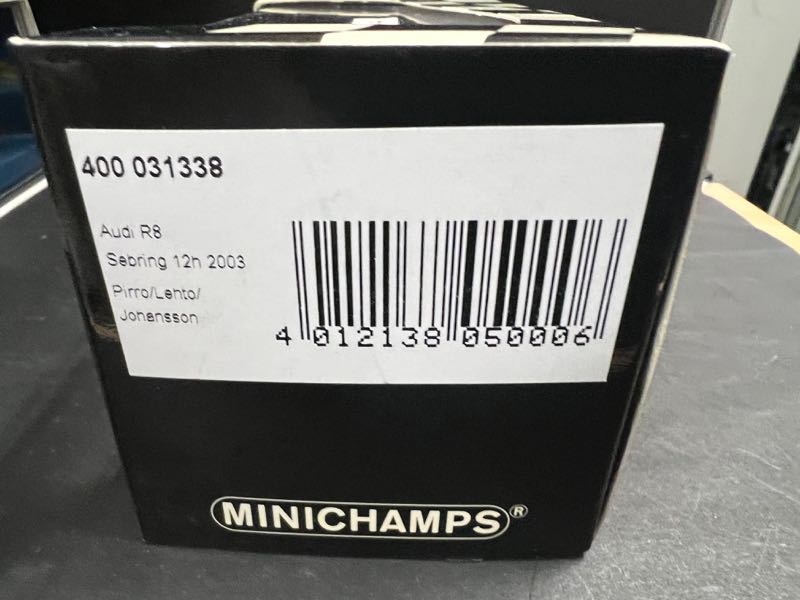 400 031338
Audi R8
Sebring 12h 2003
Pirro/Lehto/
Johansson
4 012138 050006
MINICHAMPS®